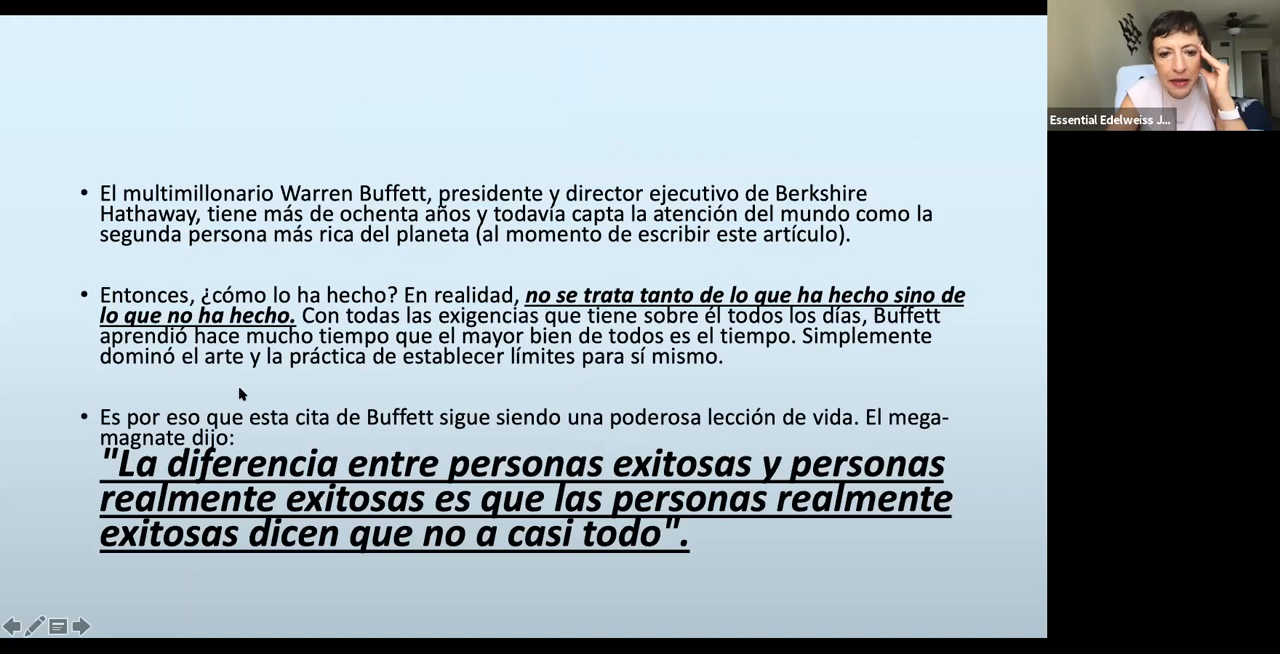 • El multimillonario Warren Buffett, presidente y director ejecutivo de Berkshire
Hathaway, tiene más de ochenta años y todavía capta la atención del mundo como la
segunda persona más rica del planeta (al momento de escribir este artículo).
• Entonces, ¿cómo lo ha hecho? En realidad, no se trata tanto de lo que ha hecho sino de
lo que no ha hecho. Con todas las exigencias que tiene sobre él todos los días, Buffett
aprendió hace mucho tiempo que el mayor bien de todos es el tiempo. Simplemente
dominó el arte y la práctica de establecer límites para sí mismo.
• Es por eso que esta cita de Buffett sigue siendo una poderosa lección de vida. El mega-
magnate dijo:
"La diferencia entre personas exitosas y personas
realmente exitosas es que las personas realmente
exitosas dicen que no a casi todo".
Essential Edelweiss J...